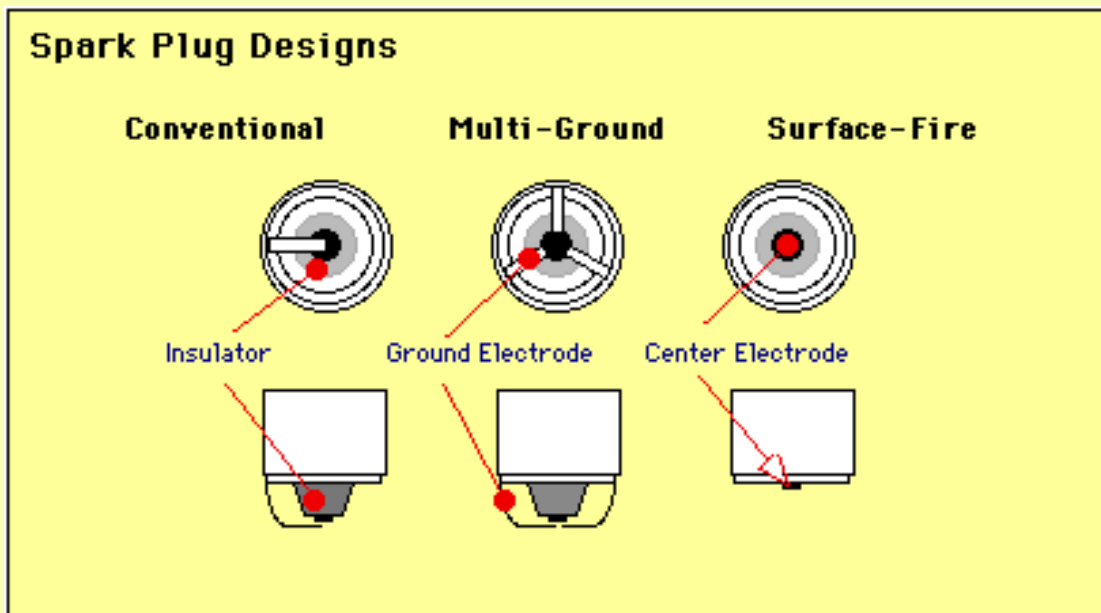 Spark Plug Designs
Conventional Multi-Ground Surface-Fire
Insulator Ground Electrode Center Electrode